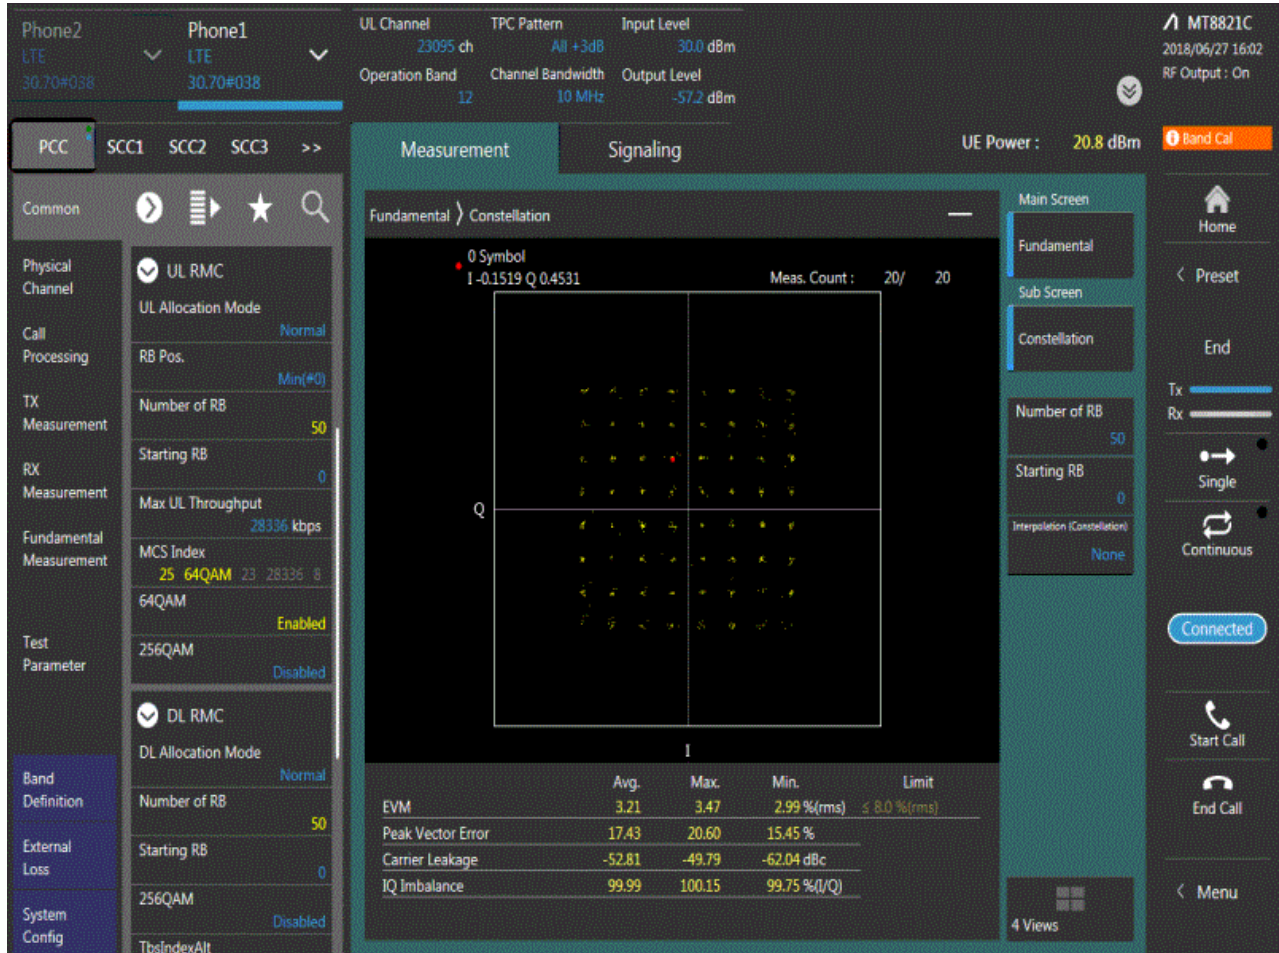 Phone2
LTE
30.70#038
Phone1
LTE
30.70#038
UL Channel
23095 ch
TPC Pattern
All +3dB
Input Level
30.0 dBm
Operation Band
12
Channel Bandwidth
10 MHz
Output Level
-57.2 dBm
MT8821C
2018/06/27 16:02
RF Output : On
PCC
SCC1
SCC2
SCC3
>>
Measurement
Signaling
UE Power : 20.8 dBm
Band Cal
Common
Physical
Channel
Call
Processing
TX
Measurement
RX
Measurement
Fundamental
Measurement
Test
Parameter
Band
Definition
External
Loss
System
Config
UL RMC
UL Allocation Mode
Normal
RB Pos.
Min(#0)
Number of RB
50
Starting RB
0
Max UL Throughput
28336 kbps
MCS Index
25 64QAM 23 28336 8
64QAM
Enabled
256QAM
Disabled
DL RMC
DL Allocation Mode
Normal
Number of RB
50
Starting RB
0
256QAM
Disabled
TbsIndexAlt
Fundamental > Constellation
0 Symbol
I -0.1519 Q 0.4531
Meas. Count : 20/ 20
Q
I
Avg. Max. Min. Limit
EVM 3.21 3.47 2.99 %(rms) ≤ 8.0 %(rms)
Peak Vector Error 17.43 20.60 15.45 %
Carrier Leakage -52.81 -49.79 -62.04 dBc
IQ Imbalance 99.99 100.15 99.75 %(I/Q)
Main Screen
Fundamental
Sub Screen
Constellation
Number of RB
50
Starting RB
0
Interpolation (Constellation)
None
4 Views
Home
< Preset
End
Tx
Rx
Single
Continuous
Connected
Start Call
End Call
< Menu